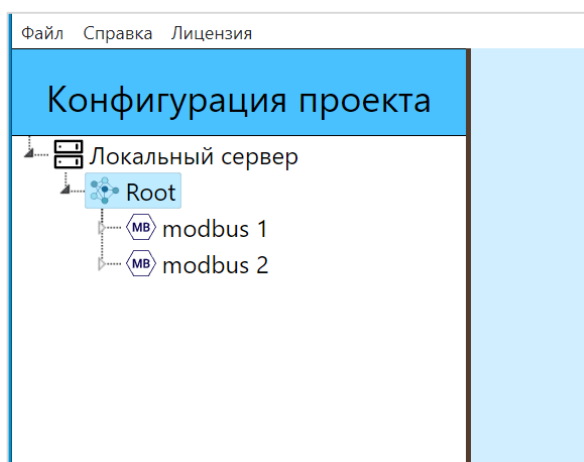 Файл Справка Лицензия
Конфигурация проекта
Локальный сервер
Root
MB modbus 1
MB modbus 2